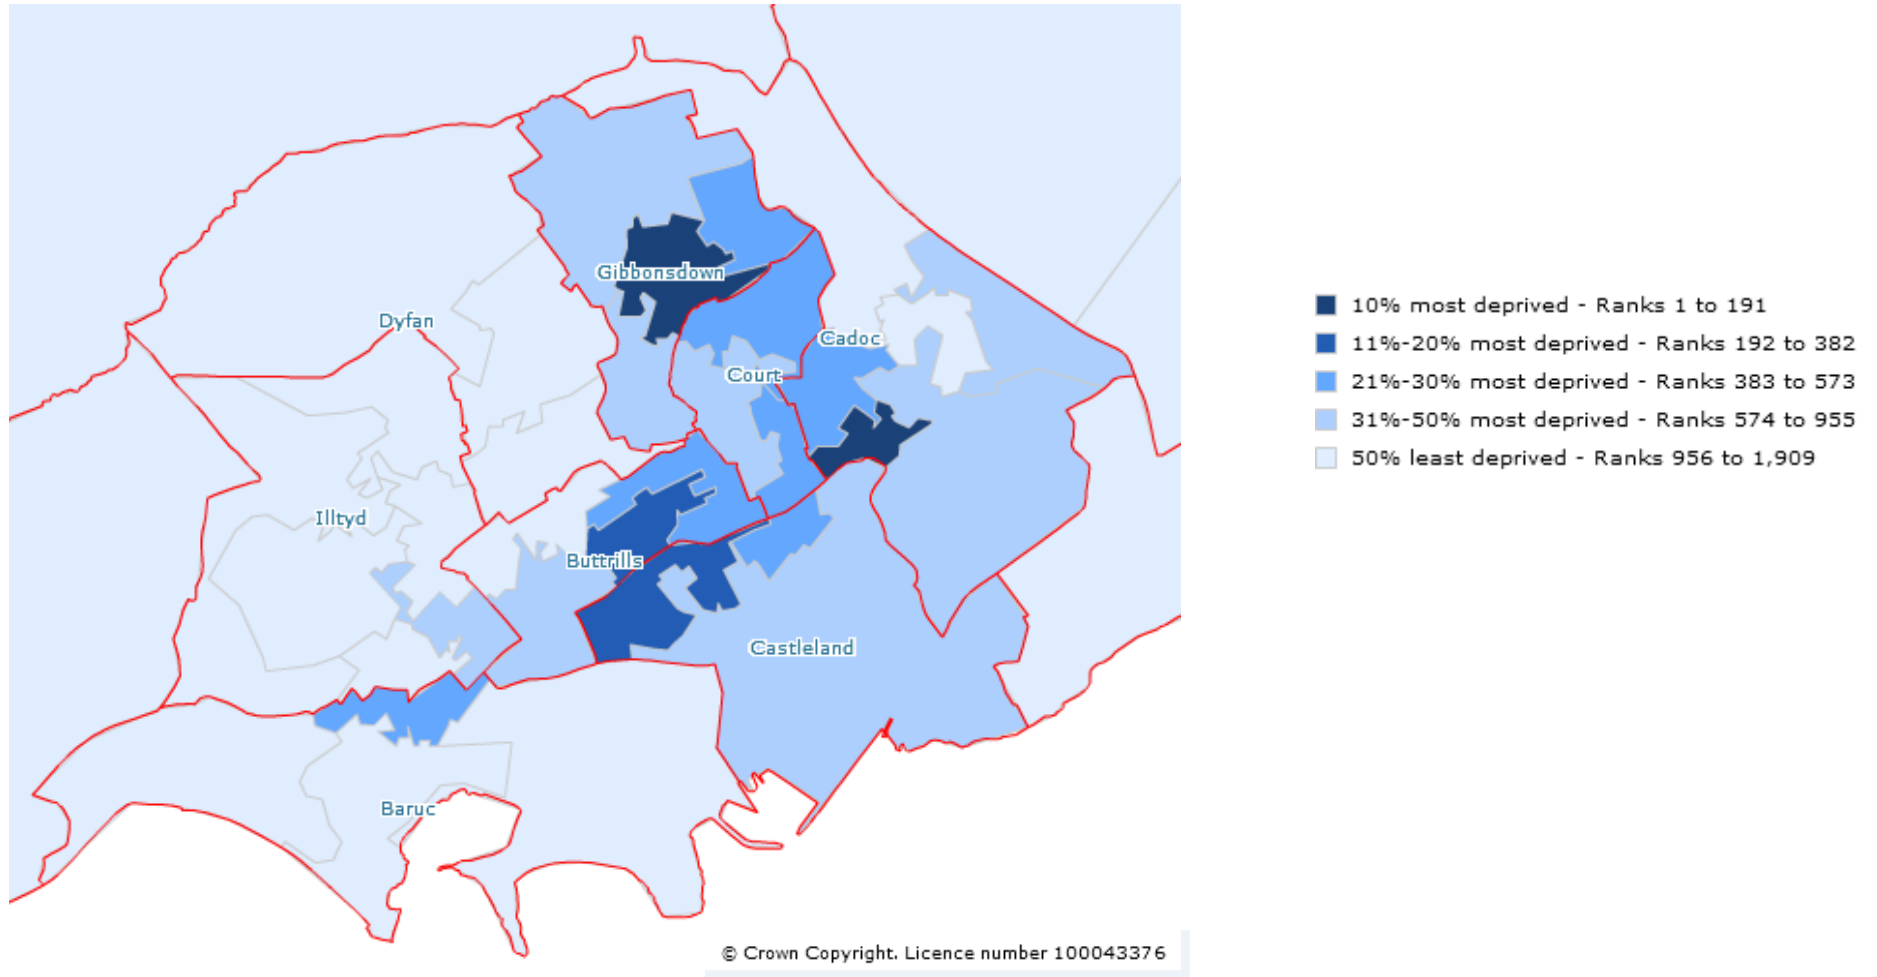 Gibbonsdown
Dyfan
Cadoc
Court
Illtyd
Buttrills
Castleland
Baruc
10% most deprived - Ranks 1 to 191
11%-20% most deprived - Ranks 192 to 382
21%-30% most deprived - Ranks 383 to 573
31%-50% most deprived - Ranks 574 to 955
50% least deprived - Ranks 956 to 1,909
© Crown Copyright. Licence number 100043376